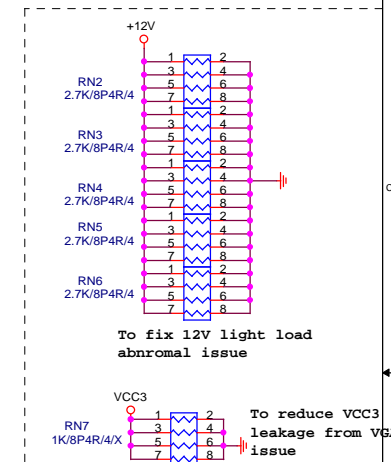 +12V
1 2
3 4
RN2 5 6
2.7K/8P4R/4 7 8
1 2
RN3 3 4
5 6
2.7K/8P4R/4 7 8
1 2
RN4 3 4
5 6
2.7K/8P4R/4 7 8
RN5 1 2
3 4
2.7K/8P4R/4 5 6
7 8
RN6 1 2
3 4
2.7K/8P4R/4 5 6
7 8
To fix 12V light load
abnromal issue
VCC3
1 2
RN7 3 4
1K/8P4R/4/X 5 6
7 8
To reduce VCC3
leakage from VGA
issue